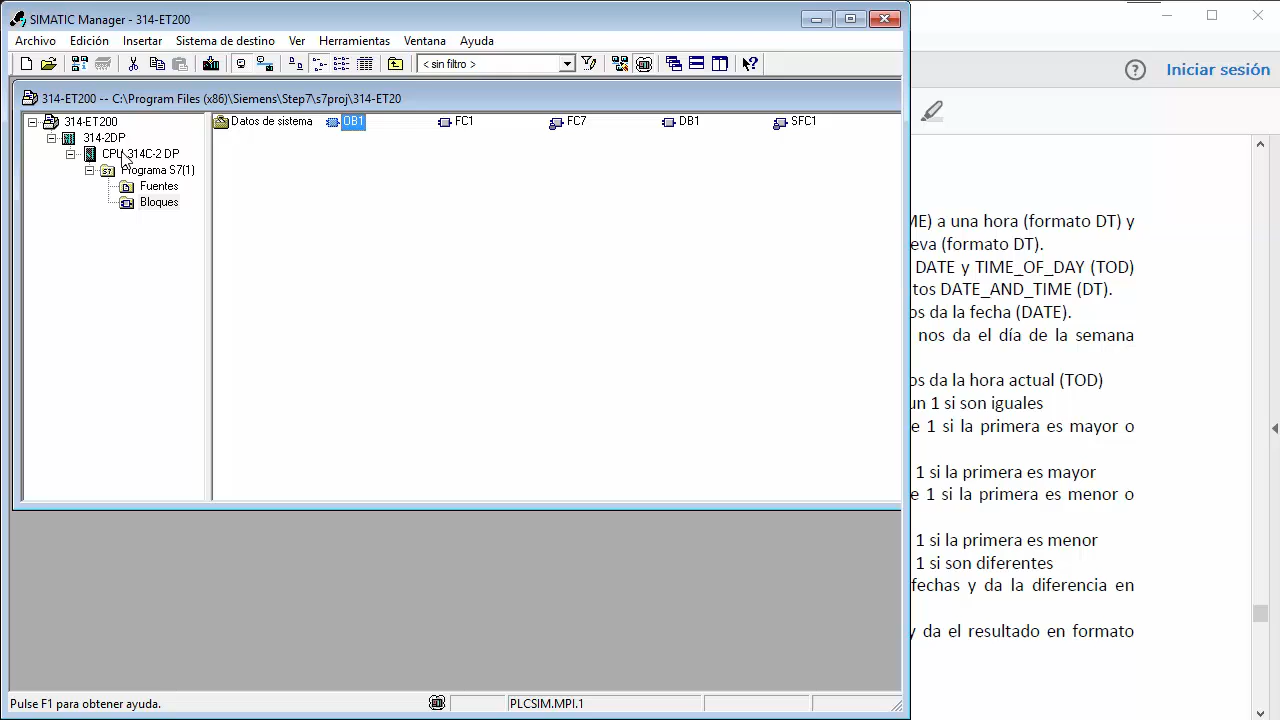 SIMATIC Manager - 314-ET200
Archivo Edición Insertar Sistema de destino Ver Herramientas Ventana Ayuda
< sin filtro >
314-ET200 -- C:\Program Files (x86)\Siemens\Step7\s7proj\314-ET20
314-ET200
314-2DP
CPU 314C-2 DP
Programa S7(1)
Fuentes
Bloques
Datos de sistema OB1 FC1 FC7 DB1 SFC1
Pulse F1 para obtener ayuda. PLCSIM.MPI.1
Iniciar sesión
ME) a una hora (formato DT) y
eva (formato DT).
DATE y TIME_OF_DAY (TOD)
tos DATE_AND_TIME (DT).
os da la fecha (DATE).
nos da el día de la semana
os da la hora actual (TOD)
un 1 si son iguales
e 1 si la primera es mayor o
1 si la primera es mayor
e 1 si la primera es menor o
1 si la primera es menor
1 si son diferentes
fechas y da la diferencia en
y da el resultado en formato